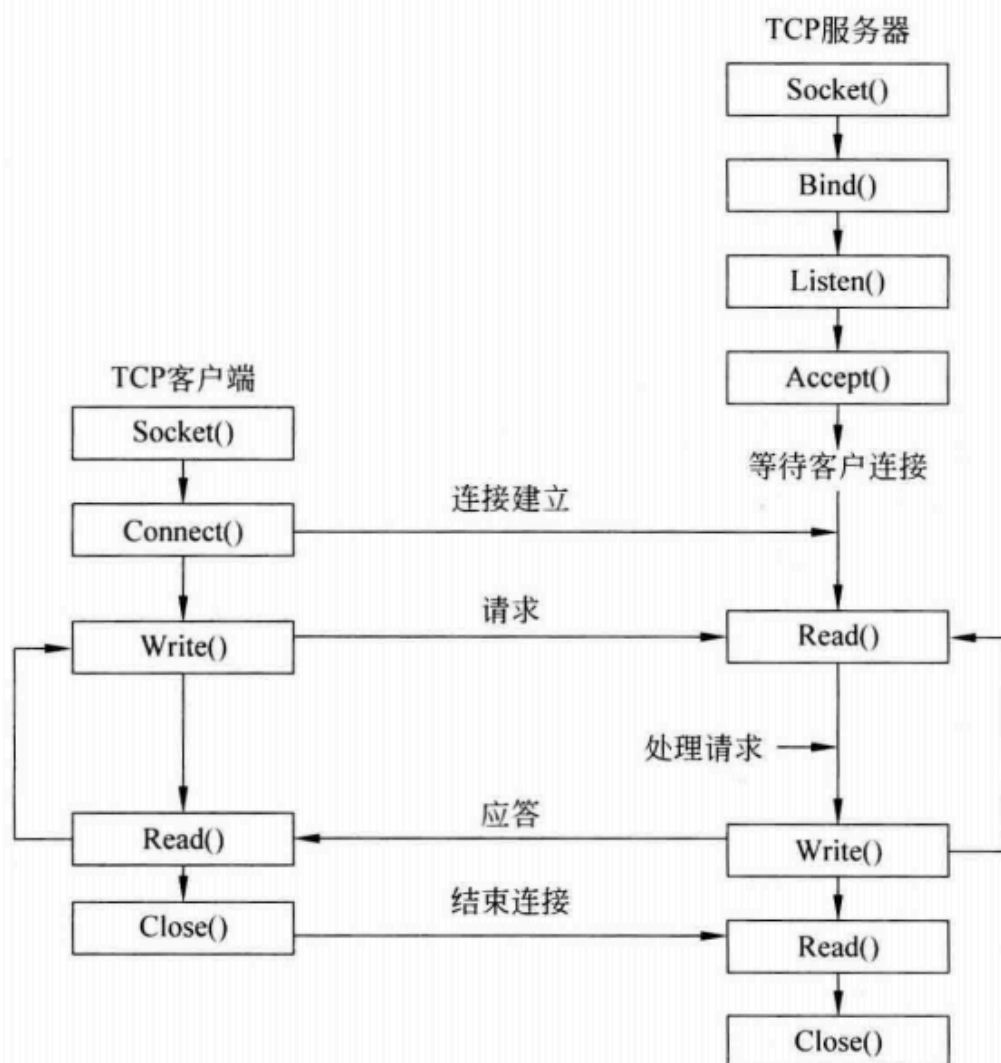 TCP服务器
Socket()
Bind()
Listen()
Accept()
等待客户连接
TCP客户端
Socket()
Connect()
连接建立
Write()
请求
Read()
处理请求
Read()
应答
Write()
Close()
结束连接
Read()
Close()